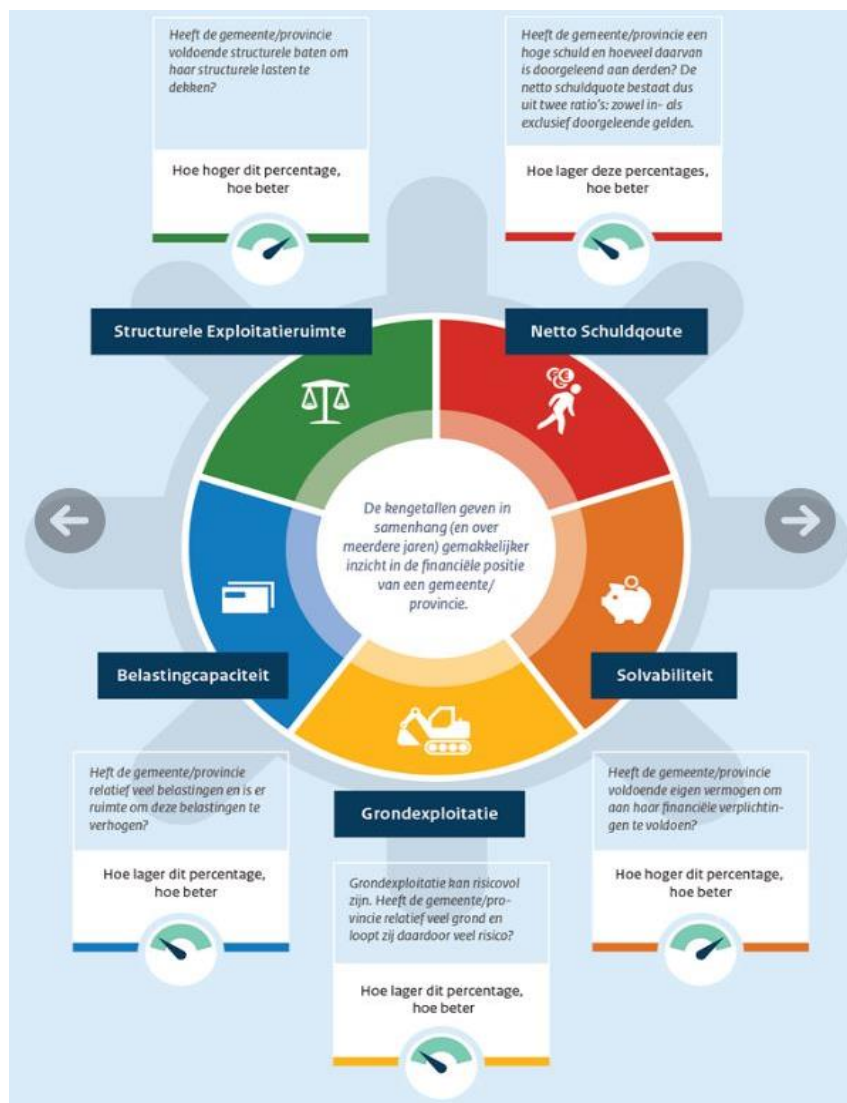 Heeft de gemeente/provincie
voldoende structurele baten om
haar structurele lasten te
dekken?
Hoe hoger dit percentage,
hoe beter
Heeft de gemeente/provincie een
hoge schuld en hoeveel daarvan
is doorgeleend aan derden? De
netto schuldquote bestaat dus
uit twee ratio's: zowel in- als
exclusief doorgeleende gelden.
Hoe lager deze percentages,
hoe beter
Structurele Exploitatieruimte
Netto Schuldqoute
De kengetallen geven in
samenhang (en over
meerdere jaren) gemakkelijker
inzicht in de financiële positie
van een gemeente/
provincie.
Belastingcapaciteit
Solvabiliteit
Heft de gemeente/provincie
relatief veel belastingen en is er
ruimte om deze belastingen te
verhogen?
Hoe lager dit percentage,
hoe beter
Grondexploitatie
Grondexploitatie kan risicovol
zijn. Heeft de gemeente/pro-
vincie relatief veel grond en
loopt zij daardoor veel risico?
Hoe lager dit percentage,
hoe beter
Heeft de gemeente/provincie
voldoende eigen vermogen om
aan haar financiële verplichtin-
gen te voldoen?
Hoe hoger dit percentage,
hoe beter